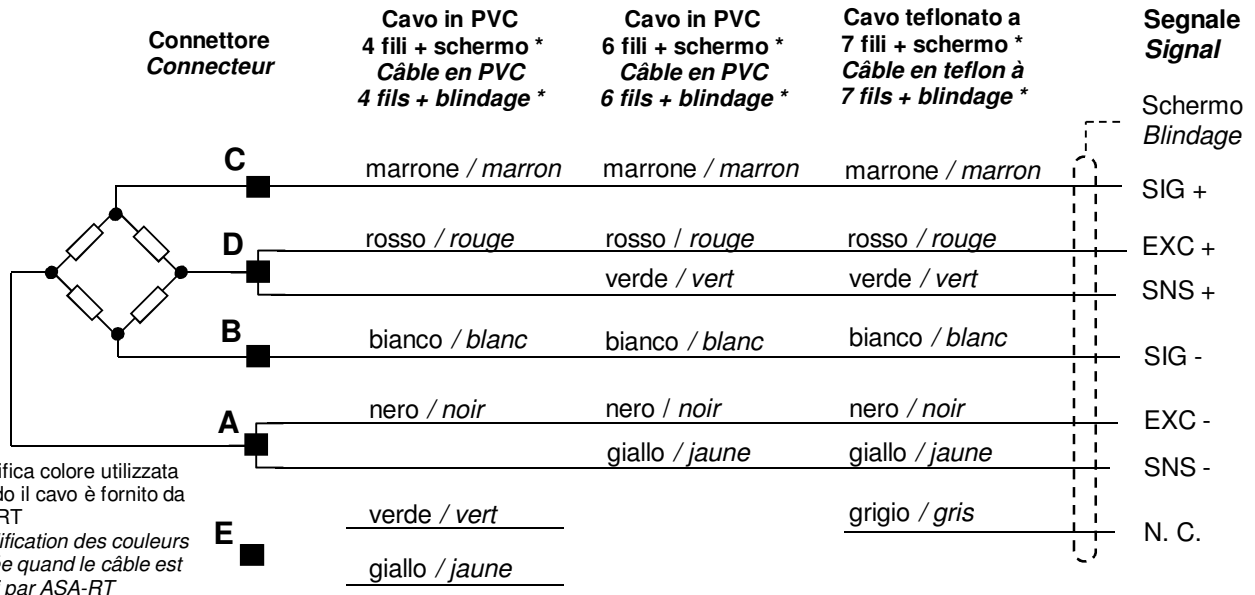 Connettore
Connecteur
Cavo in PVC
4 fili + schermo *
Câble en PVC
4 fils + blindage *
Cavo in PVC
6 fili + schermo *
Câble en PVC
6 fils + blindage *
Cavo teflonato a
7 fili + schermo *
Câble en teflon à
7 fils + blindage *
Segnale
Signal
Schermo
Blindage
C
marrone / marron
marrone / marron
marrone / marron
SIG +
D
rosso / rouge
rosso / rouge
rosso / rouge
EXC +
verde / vert
verde / vert
SNS +
B
bianco / blanc
bianco / blanc
bianco / blanc
SIG -
A
nero / noir
nero / noir
nero / noir
EXC -
giallo / jaune
giallo / jaune
SNS -
ifica colore utilizzata
do il cavo è fornito da
RT
ification des couleurs
e quand le câble est
par ASA-RT
E
verde / vert
giallo / jaune
grigio / gris
N. C.